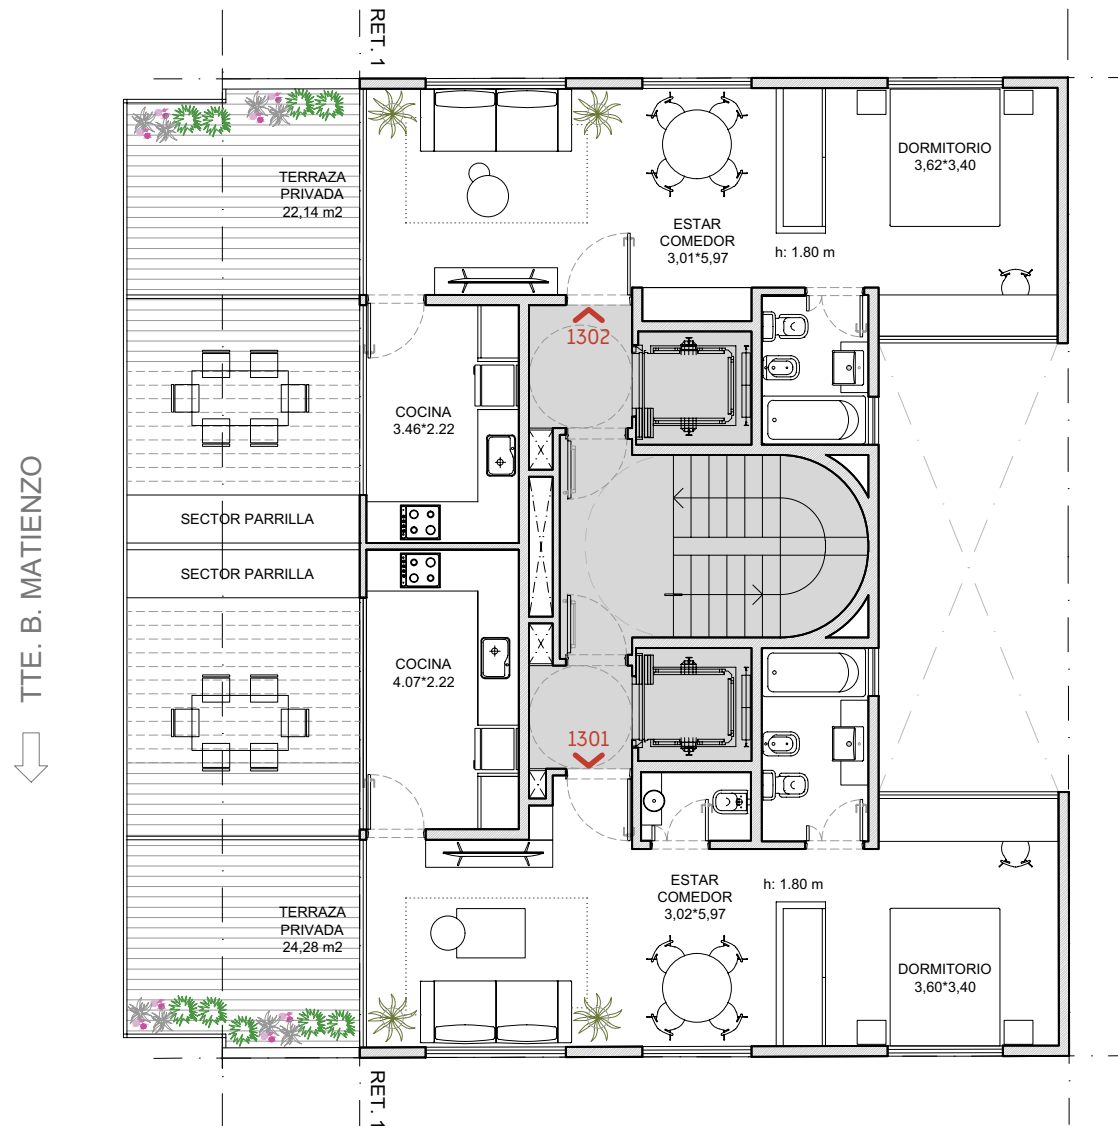 RET. 1
TERRAZA
PRIVADA
22,14 m2
ESTAR
COMEDOR
3,01*5,97
h: 1.80 m
DORMITORIO
3,62*3,40
1302
COCINA
3.46*2.22
SECTOR PARRILLA
SECTOR PARRILLA
TTE. B. MATIENZO
COCINA
4.07*2.22
1301
TERRAZA
PRIVADA
24,28 m2
ESTAR
COMEDOR
3,02*5,97
h: 1.80 m
DORMITORIO
3,60*3,40
RET. 1